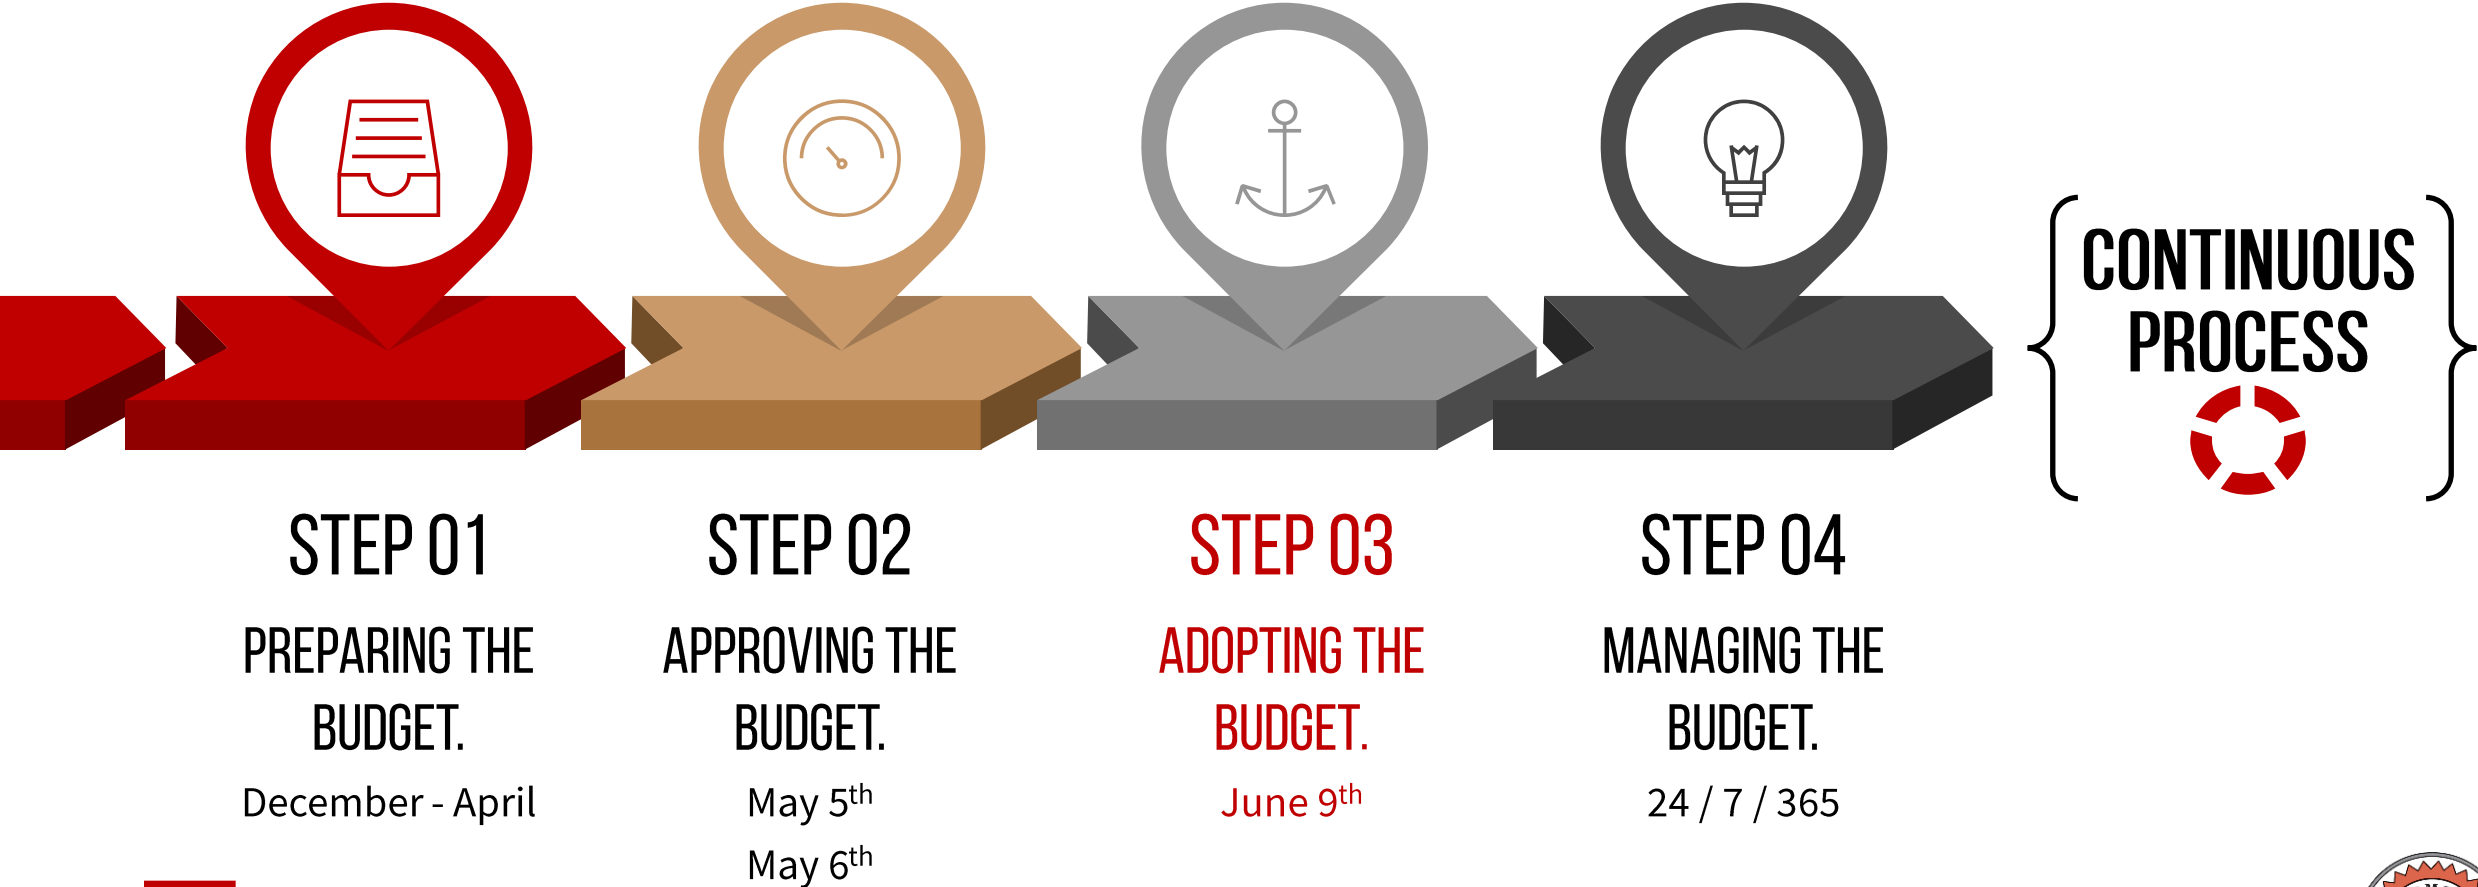 CONTINUOUS
PROCESS
STEP 01
PREPARING THE
BUDGET.
December - April
STEP 02
APPROVING THE
BUDGET.
May 5th
May 6th
STEP 03
ADOPTING THE
BUDGET.
June 9th
STEP 04
MANAGING THE
BUDGET.
24 / 7 / 365